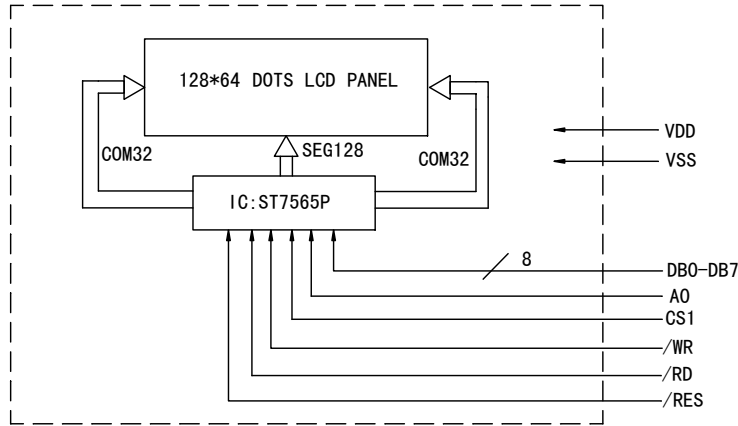 128*64 DOTS LCD PANEL
COM32
SEG128
COM32
VDD
VSS
IC:ST7565P
8
DB0-DB7
A0
CS1
/WR
/RD
/RES